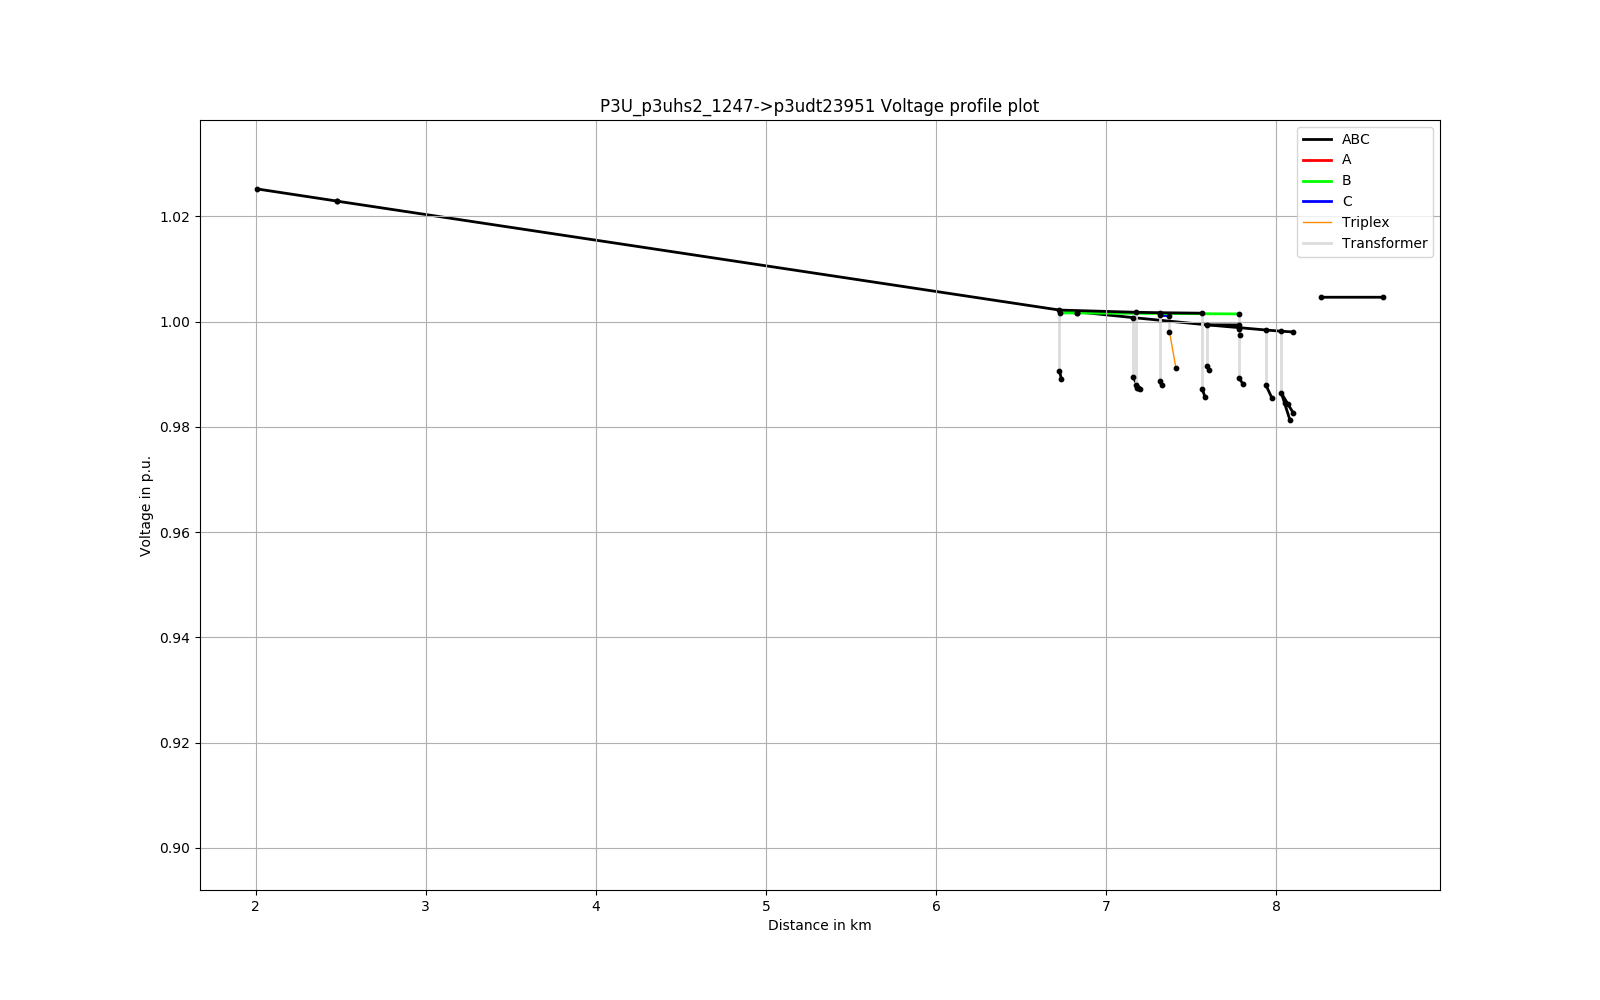 P3U_p3uhs2_1247->p3udt23951 Voltage profile plot
ABC
A
B
C
Triplex
Transformer
1.02
1.00
0.98
0.96
0.94
0.92
0.90
Voltage in p.u.
2 3 4 5 6 7 8
Distance in km